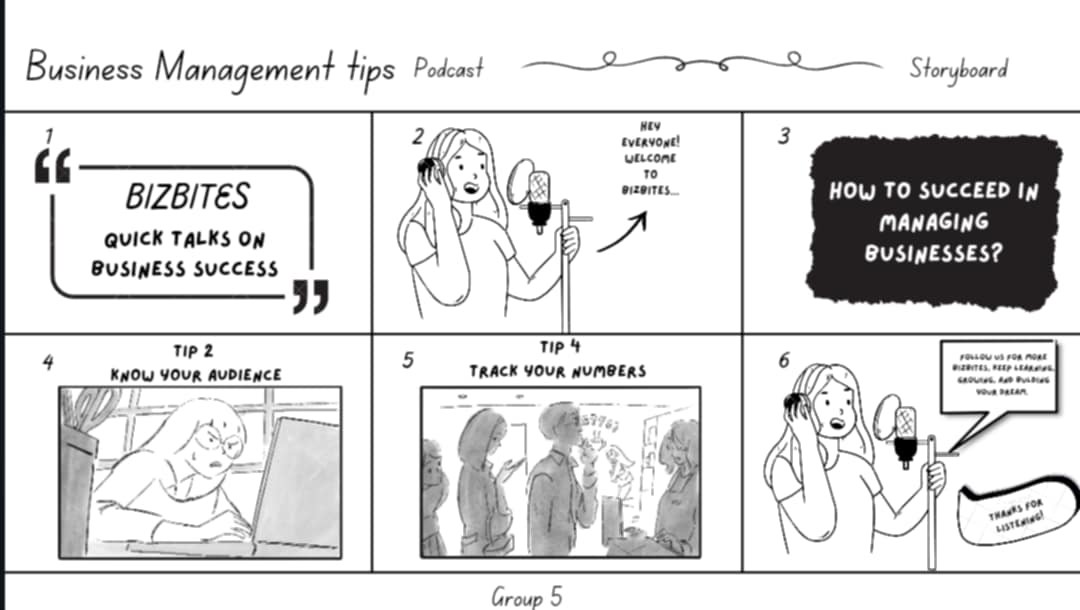 Business Management tips Podcast Storyboard
1
BIZBITES
QUICK TALKS ON
BUSINESS SUCCESS
2
HEY
EVERYONE!
WELCOME
TO
BIZBITES...
3
HOW TO SUCCEED IN
MANAGING
BUSINESSES?
4
TIP 2
KNOW YOUR AUDIENCE
5
TIP 4
TRACK YOUR NUMBERS
6
FOLLOW US FOR MORE
BIZBITES, KEEP LEARNING,
GROWING, AND BULDING
YOUR DREAM.
THANKS FOR
LISTENING!
Group 5